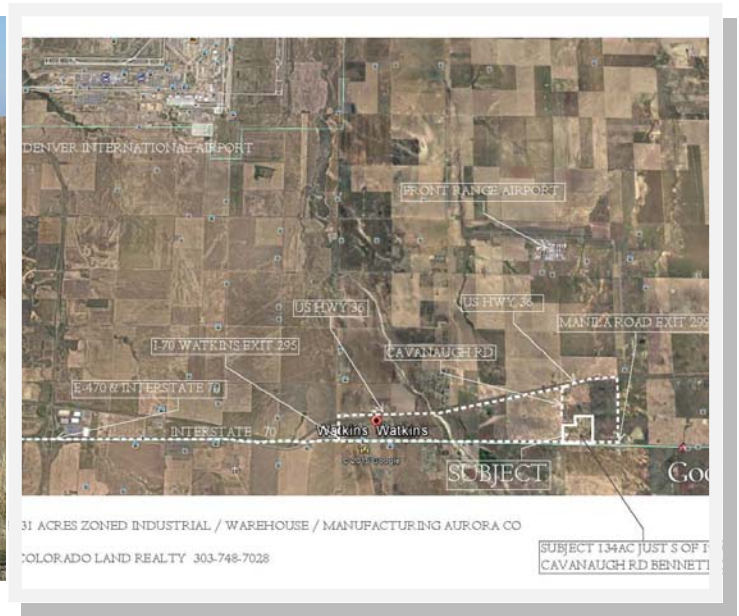 DENVER INTERNATIONAL AIRPORT
FRONT RANGE AIRPORT
US HWY 36
US HWY 36
MANILA ROAD EXIT 299
I-70 WATKINS EXIT 295
CAVANAUGH RD
E-470 & INTERSTATE 70
INTERSTATE - 70
Watkins Watkins
SUBJECT
Goo
31 ACRES ZONED INDUSTRIAL / WAREHOUSE / MANUFACTURING AURORA CO
COLORADO LAND REALTY 303-748-7028
SUBJECT 134AC JUST S OF
CAVANAUGH RD BENNETT